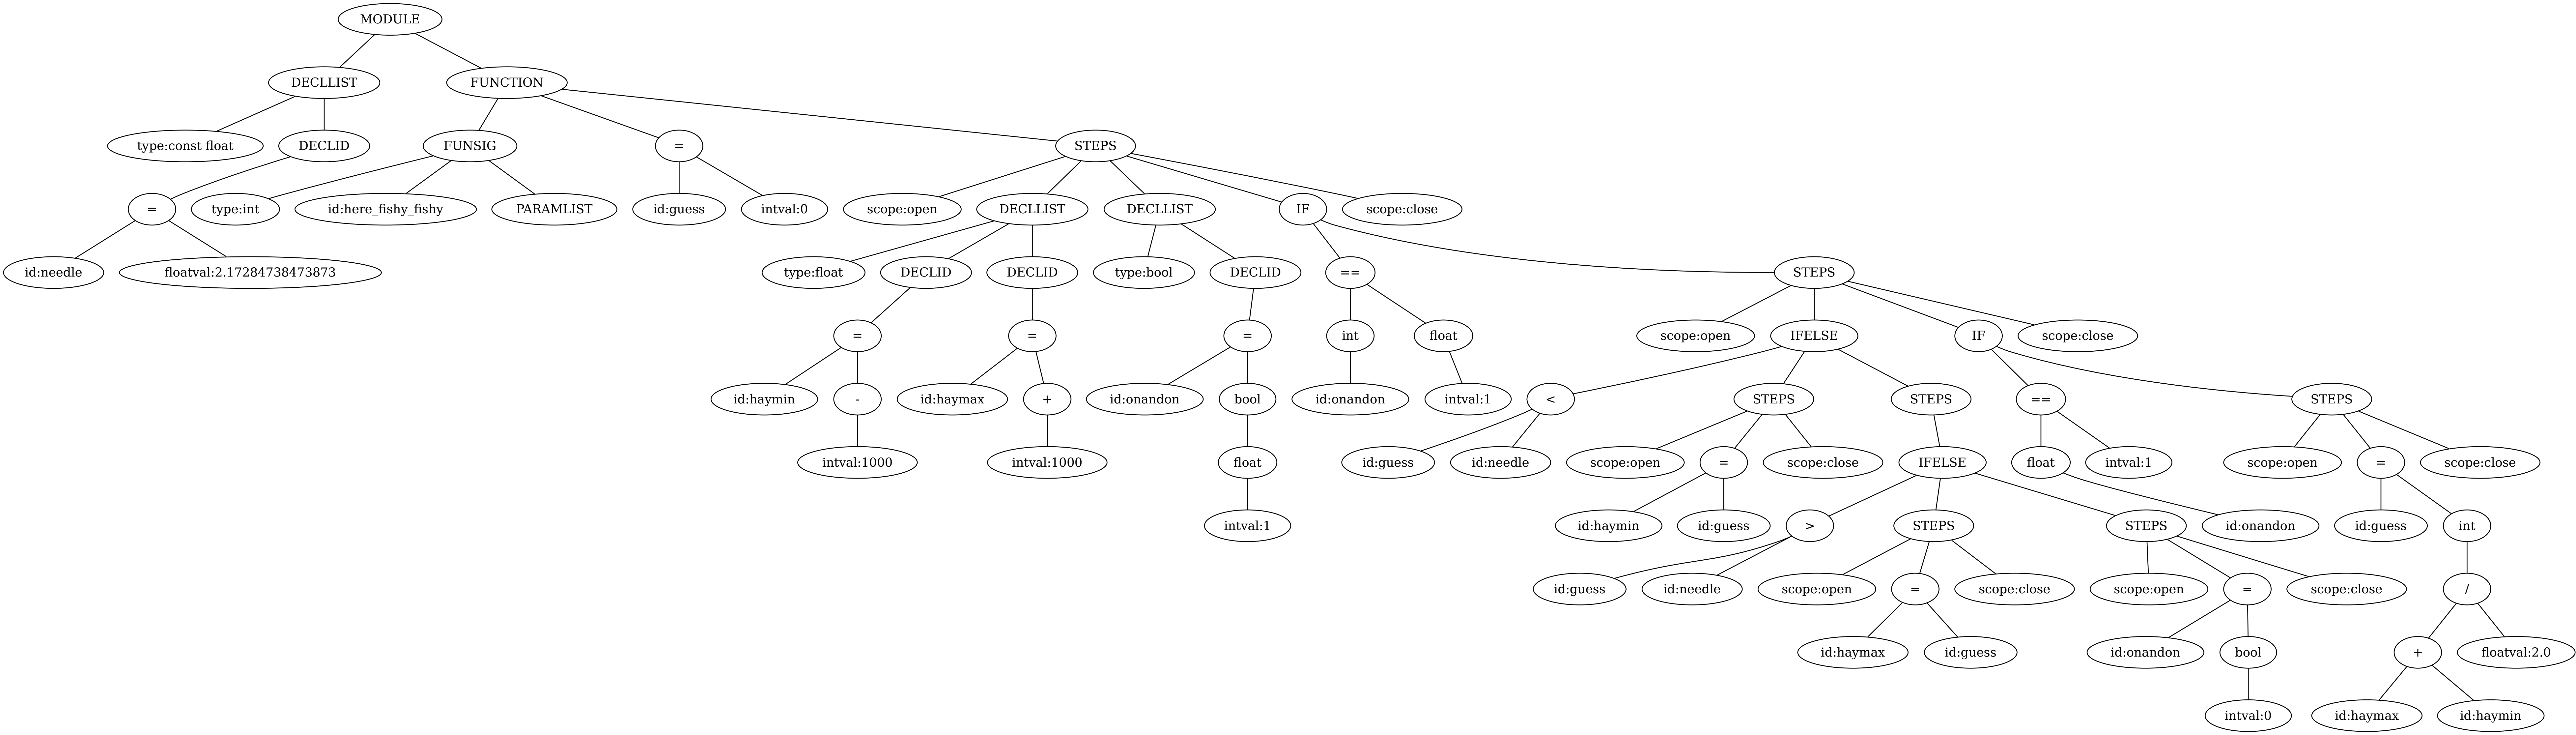 MODULE
DECLLIST FUNCTION
type:const float DECLID FUNSIG = STEPS
= type:int id:here_fishy_fishy PARAMLIST id:guess intval:0 scope:open DECLLIST DECLLIST IF scope:close
id:needle floatval:2.17284738473873 type:float DECLID DECLID type:bool DECLID == STEPS
= = = int float scope:open IFELSE IF scope:close
id:haymin - id:haymax + id:onandon bool id:onandon intval:1 < STEPS STEPS == STEPS
intval:1000 intval:1000 float id:guess id:needle scope:open = scope:close IFELSE float intval:1 scope:open = scope:close
intval:1 id:haymin id:guess > STEPS STEPS id:onandon id:guess int
id:guess id:needle scope:open = scope:close scope:open = scope:close /
id:haymax id:guess id:onandon bool + floatval:2.0
intval:0 id:haymax id:haymin